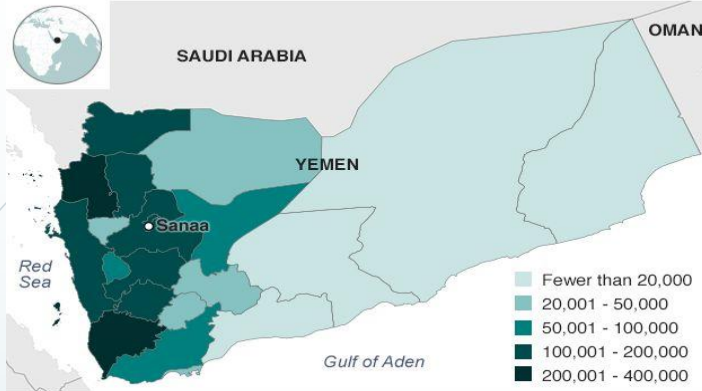 OMAN
SAUDI ARABIA
YEMEN
Sanaa
Red
Sea
Gulf of Aden
Fewer than 20,000
20,001 - 50,000
50,001 - 100,000
100,001 - 200,000
200,001 - 400,000